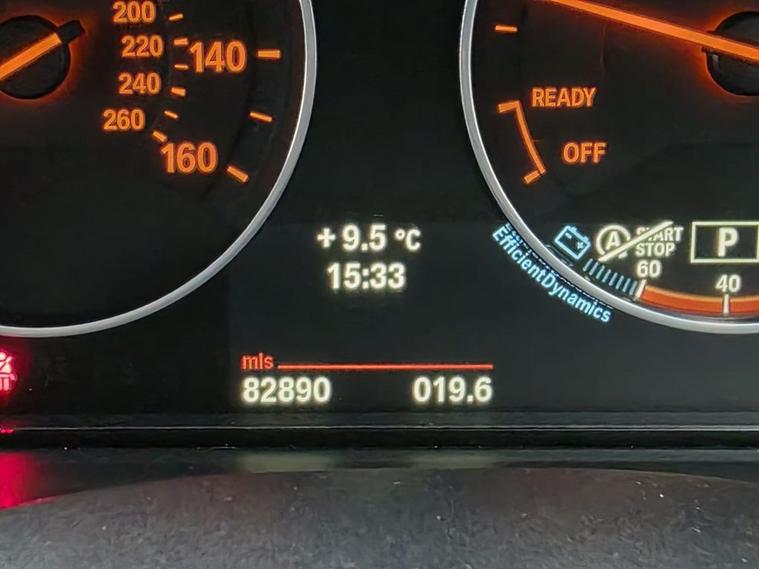 200
220
240
260
140
160
READY
OFF
+ 9.5 °C
15:33
A START
STOP
P
EfficientDynamics
60
40
mls
82890 019.6